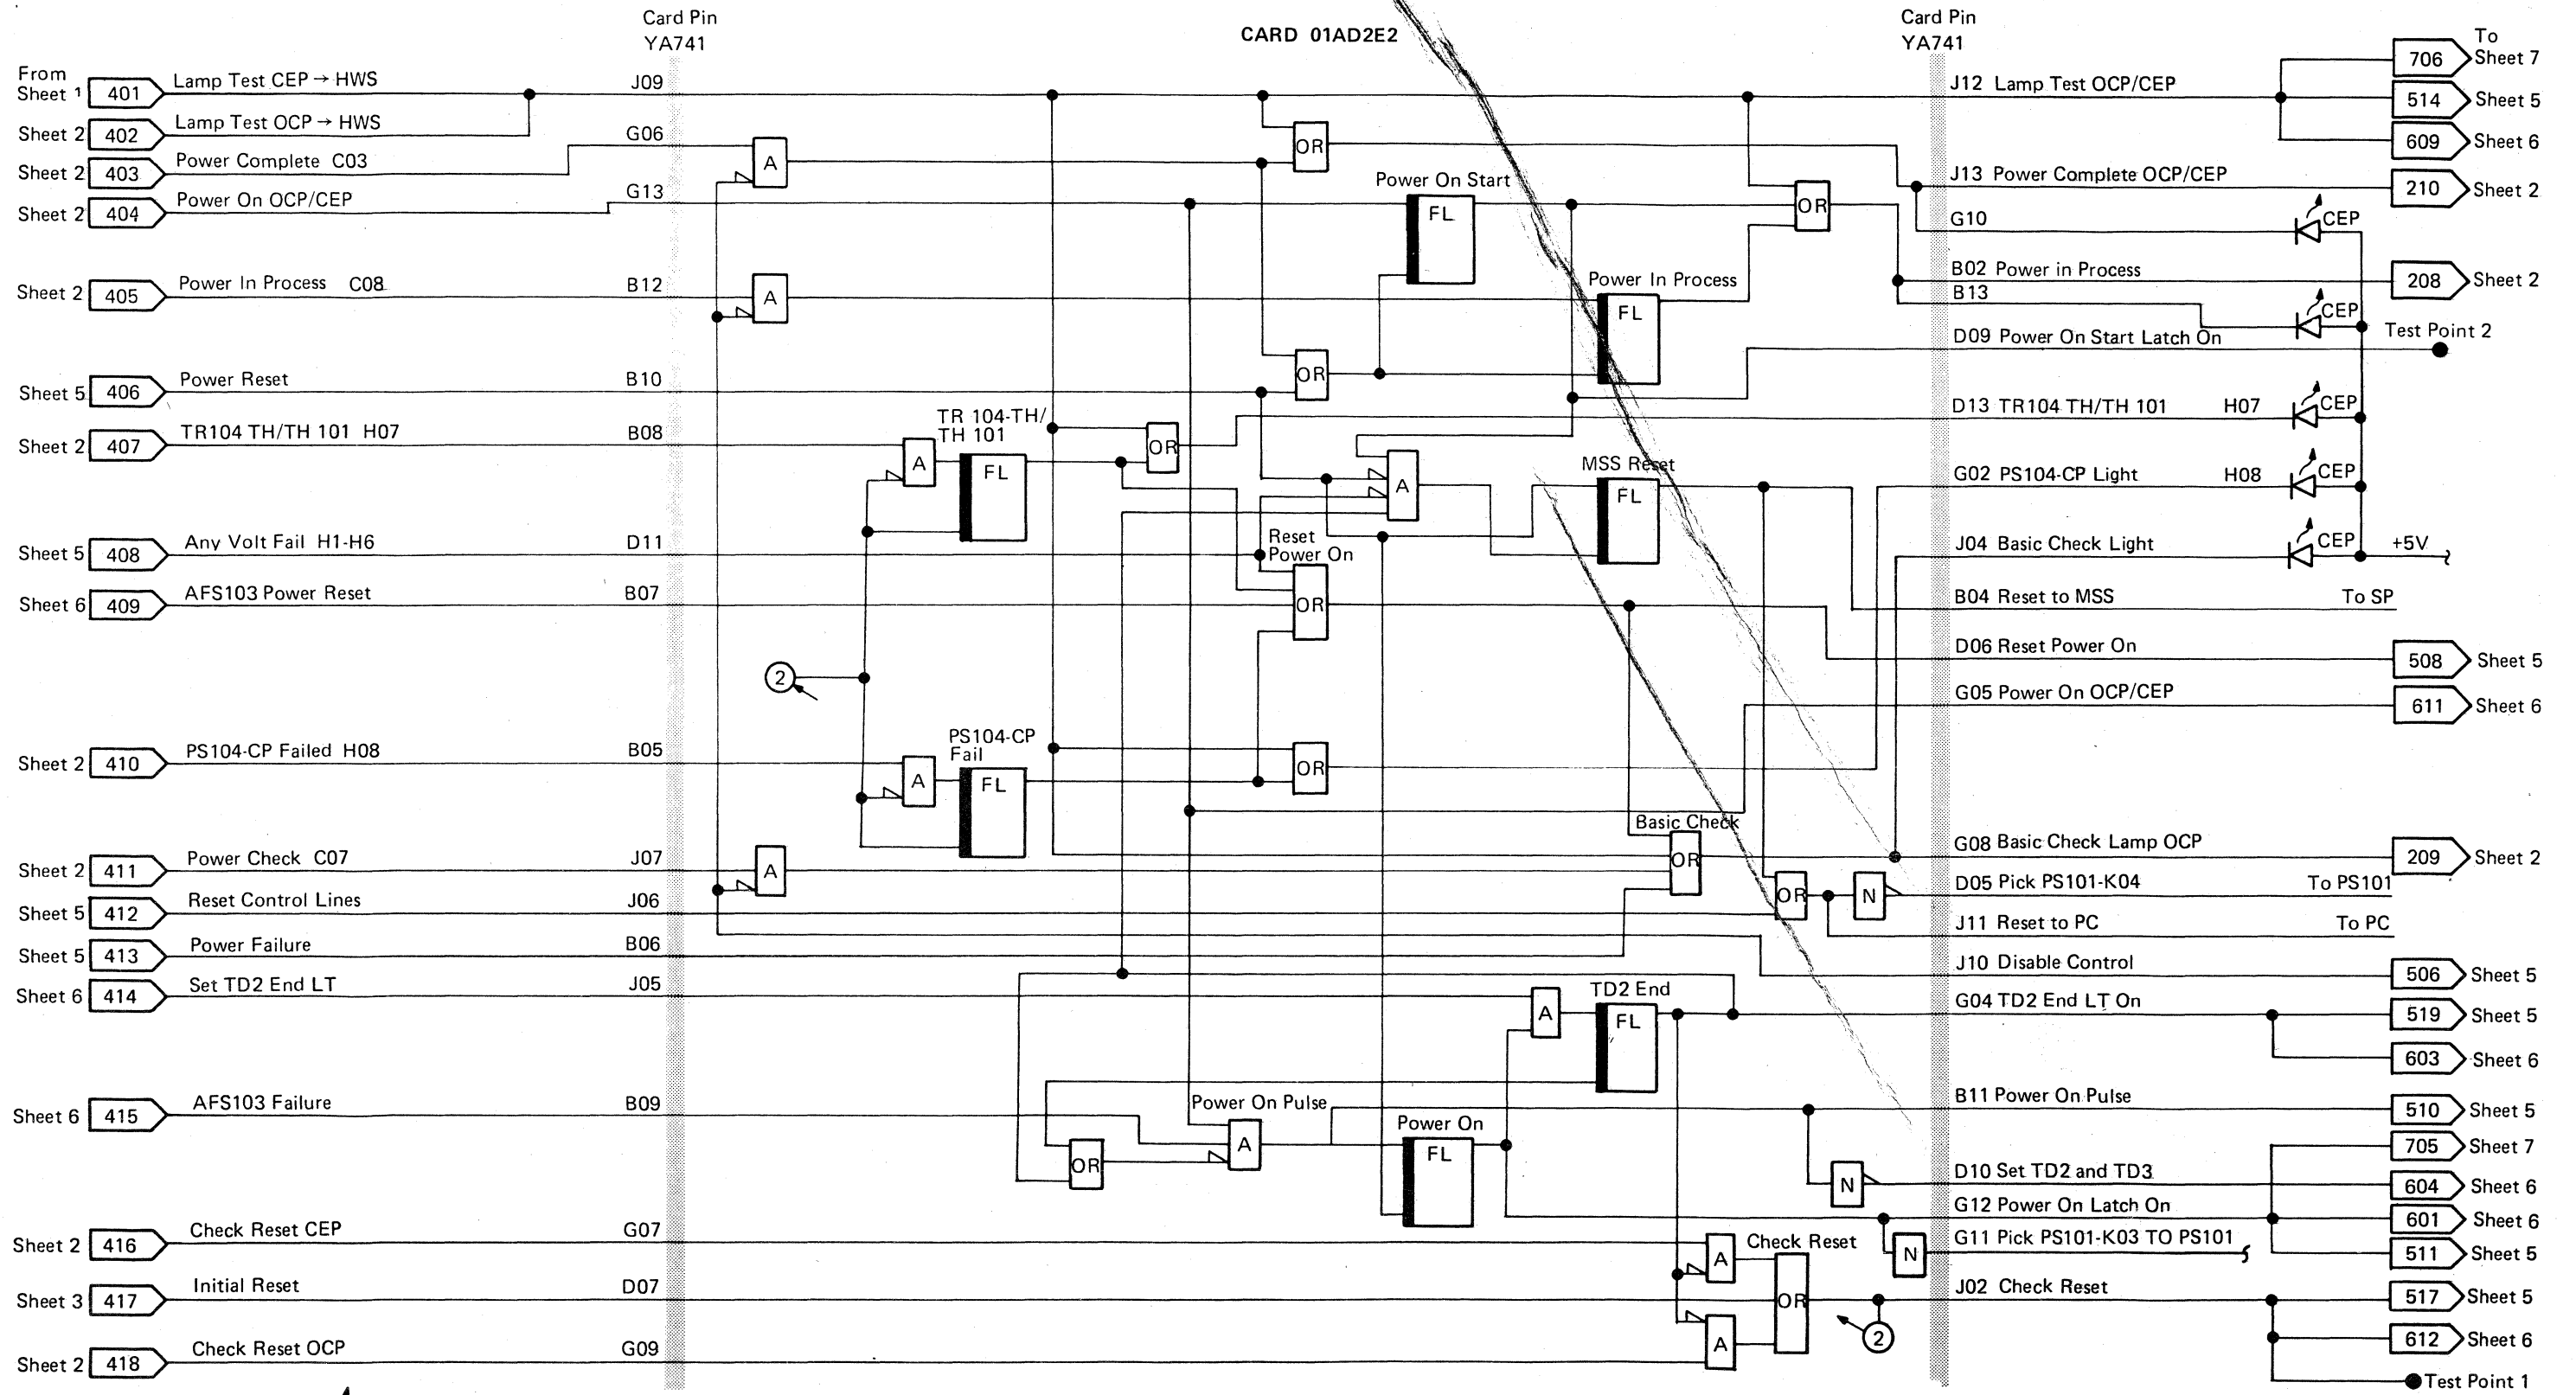 Card Pin
YA741
CARD 01AD2E2
Card Pin
YA741
From
Sheet 1 401 Lamp Test CEP → HWS J09
Sheet 2 402 Lamp Test OCP → HWS
Sheet 2 403 Power Complete C03 G06
Sheet 2 404 Power On OCP/CEP G13
Sheet 2 405 Power In Process C08 B12
Sheet 5 406 Power Reset B10
Sheet 2 407 TR104 TH/TH 101 H07 B08
Sheet 5 408 Any Volt Fail H1-H6 D11
Sheet 6 409 AFS103 Power Reset B07
Sheet 2 410 PS104-CP Failed H08 B05
Sheet 2 411 Power Check C07 J07
Sheet 5 412 Reset Control Lines J06
Sheet 5 413 Power Failure B06
Sheet 6 414 Set TD2 End LT J05
Sheet 6 415 AFS103 Failure B09
Sheet 2 416 Check Reset CEP G07
Sheet 3 417 Initial Reset D07
Sheet 2 418 Check Reset OCP G09
A
A
A
A
A
2
TR 104-TH/
TH 101
FL
PS104-CP
Fail
FL
OR
OR
OR
OR
Power On Start
FL
OR
Power In Process
FL
A
MSS Reset
FL
Reset
Power On
OR
OR
Basic Check
OR
OR
N
A
TD2 End
FL
Power On Pulse
A
OR
Power On
FL
N
N
A
Check Reset
OR
A
2
To
706 Sheet 7
J12 Lamp Test OCP/CEP 514 Sheet 5
609 Sheet 6
J13 Power Complete OCP/CEP 210 Sheet 2
G10 CEP
B02 Power in Process 208 Sheet 2
B13 CEP
D09 Power On Start Latch On Test Point 2
D13 TR104 TH/TH 101 H07 CEP
G02 PS104-CP Light H08 CEP
J04 Basic Check Light CEP +5V
B04 Reset to MSS To SP
D06 Reset Power On 508 Sheet 5
G05 Power On OCP/CEP 611 Sheet 6
G08 Basic Check Lamp OCP 209 Sheet 2
D05 Pick PS101-K04 To PS101
J11 Reset to PC To PC
J10 Disable Control 506 Sheet 5
G04 TD2 End LT On 519 Sheet 5
603 Sheet 6
B11 Power On Pulse 510 Sheet 5
705 Sheet 7
D10 Set TD2 and TD3 604 Sheet 6
G12 Power On Latch On 601 Sheet 6
G11 Pick PS101-K03 TO PS101 511 Sheet 5
J02 Check Reset 517 Sheet 5
612 Sheet 6
Test Point 1